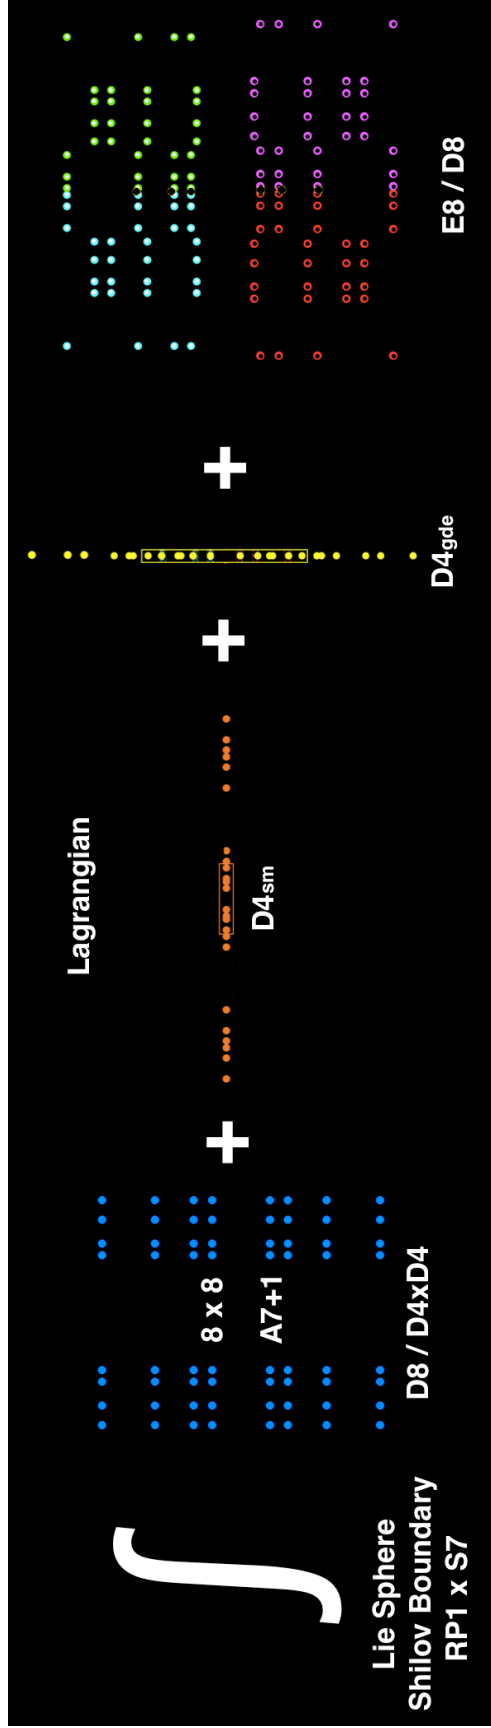 Lagrangian
∫
Lie Sphere
Shilov Boundary
RP1 x S7
8 x 8
A7+1
D8 / D4xD4
+
D4sm
+
D4gde
+
E8 / D8